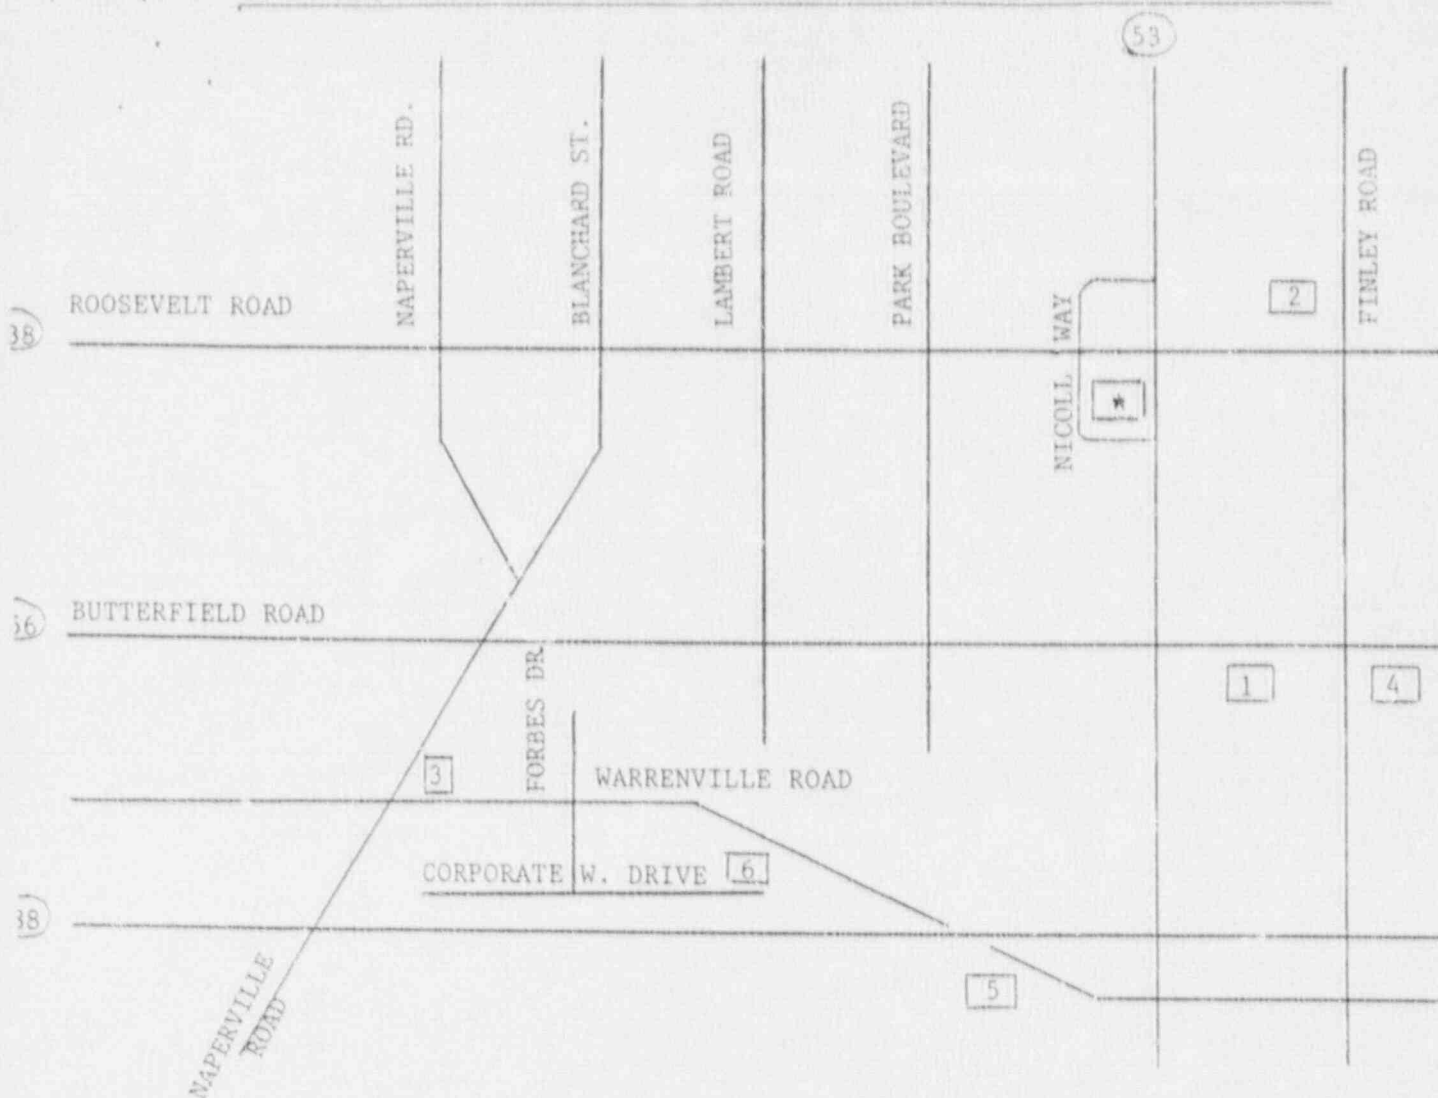 53
NAPERVILLE RD.
BLANCHARD ST.
LAMBERT ROAD
PARK BOULEVARD
FINLEY ROAD
ROOSEVELT ROAD
38
2
NICOLL WAY
*
BUTTERFIELD ROAD
56
1
4
FORBES DR
3
WARRENVILLE ROAD
CORPORATE W. DRIVE
6
88
5
NAPERVILLE
ROAD